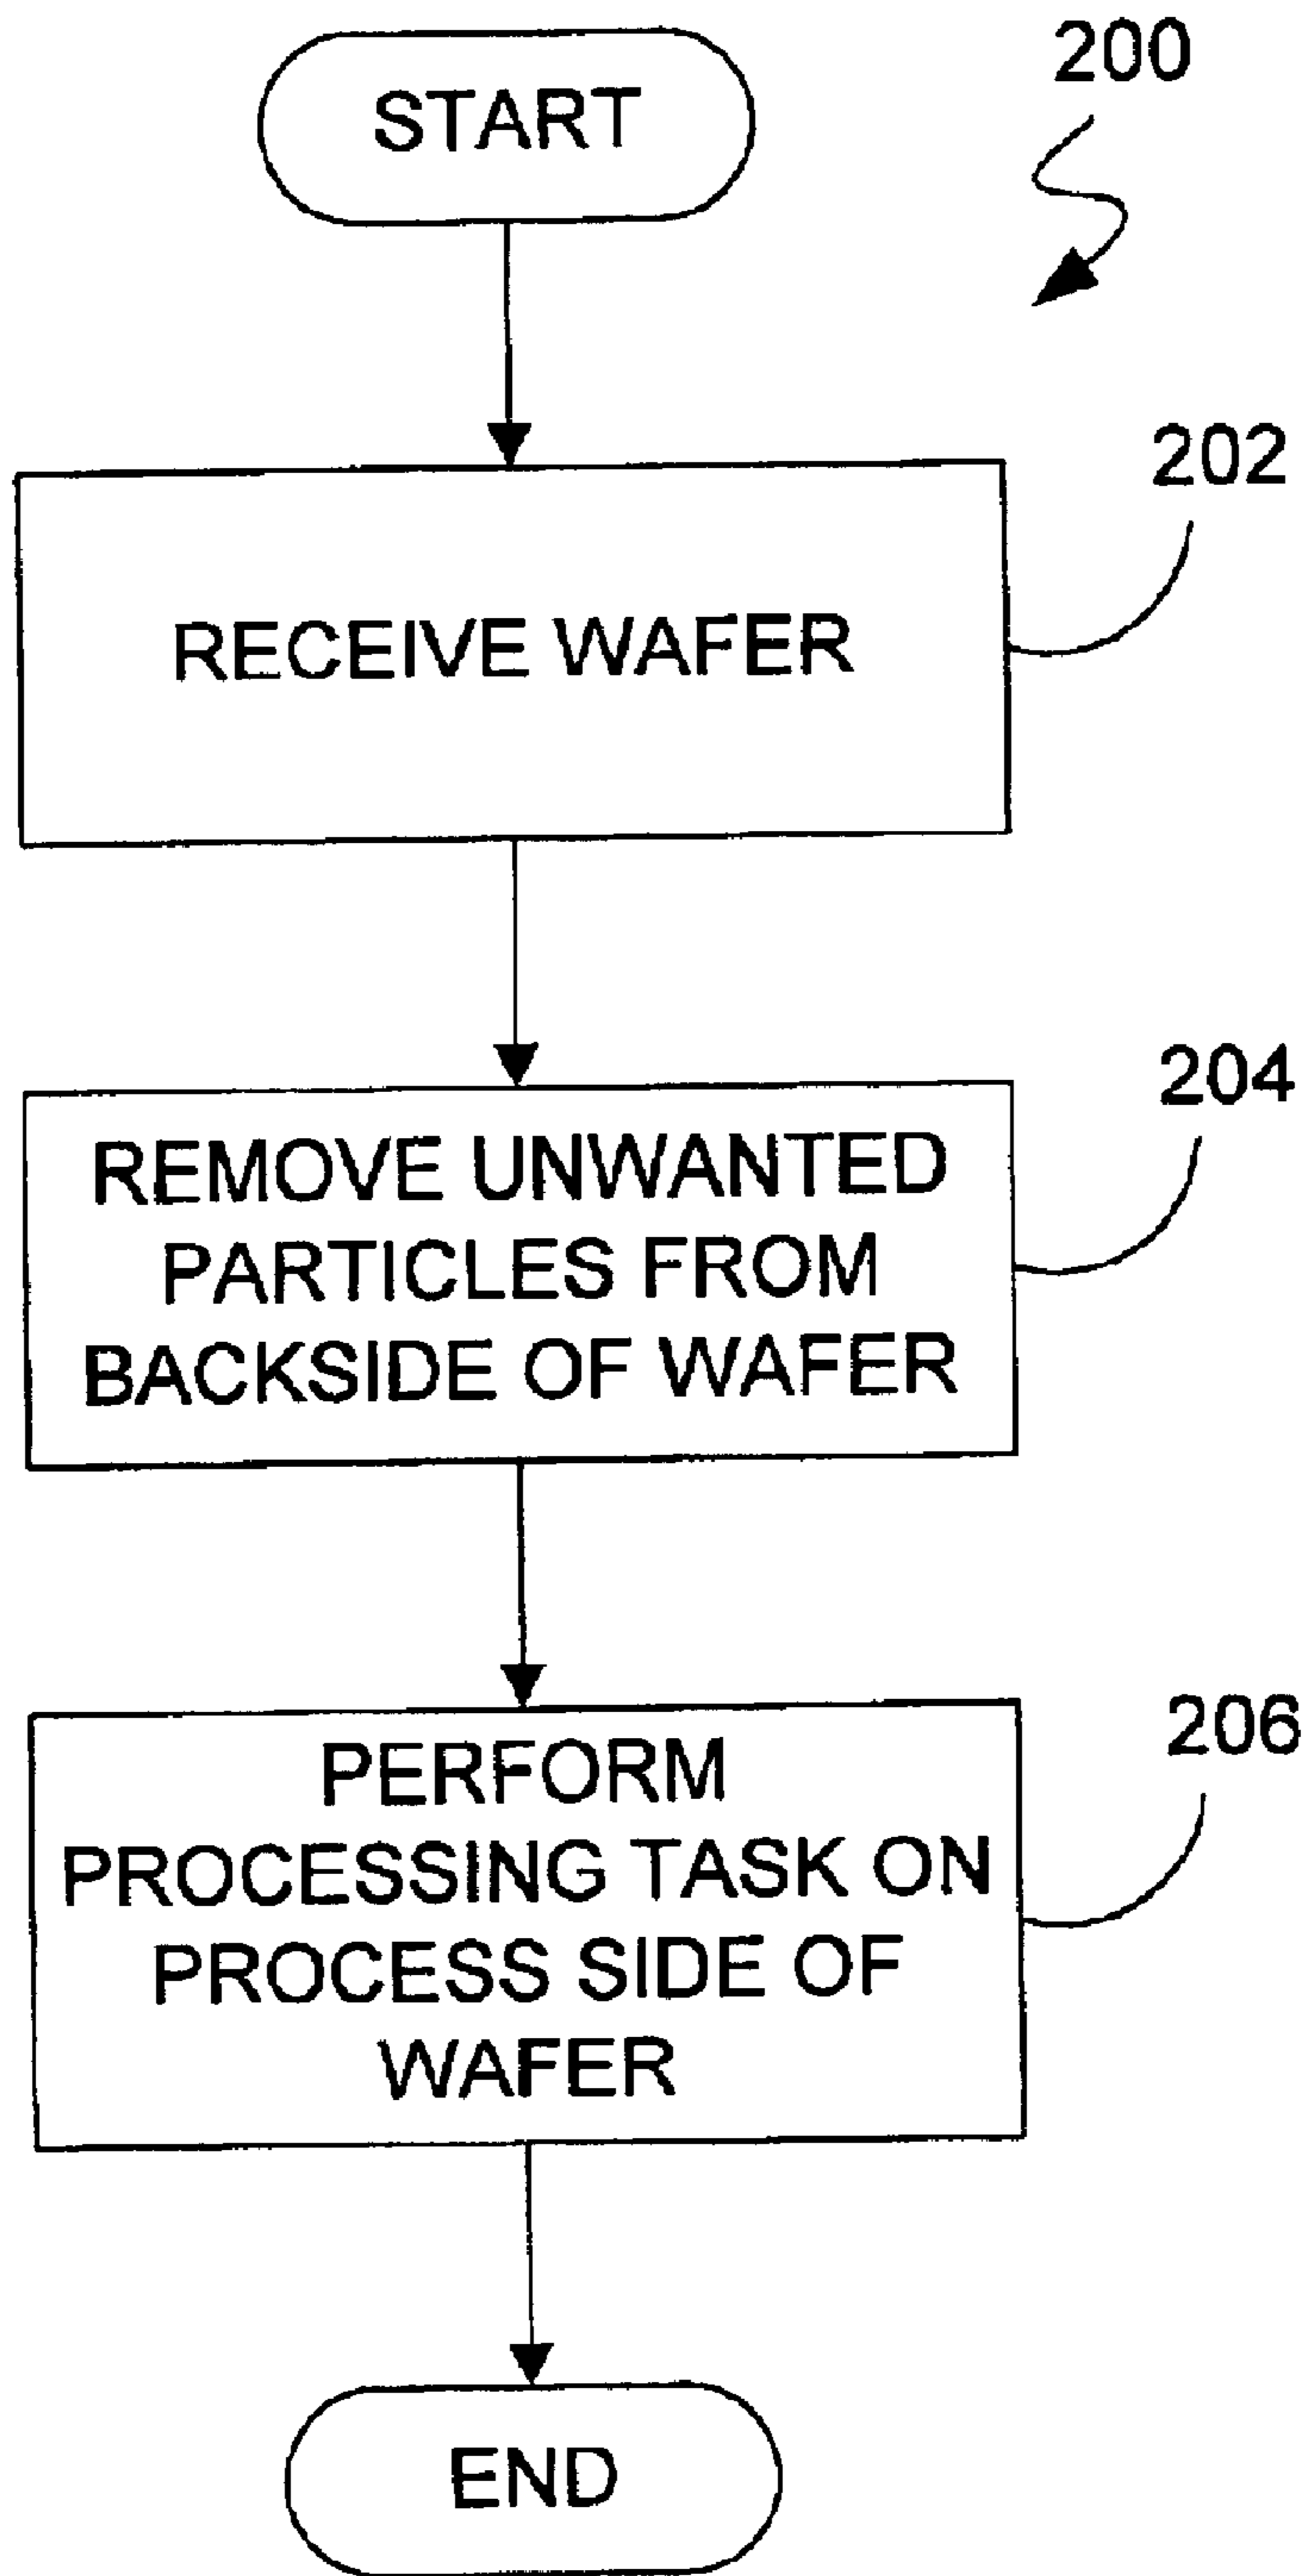 START
200
RECEIVE WAFER
202
REMOVE UNWANTED
PARTICLES FROM
BACKSIDE OF WAFER
204
PERFORM
PROCESSING TASK ON
PROCESS SIDE OF
WAFER
206
END